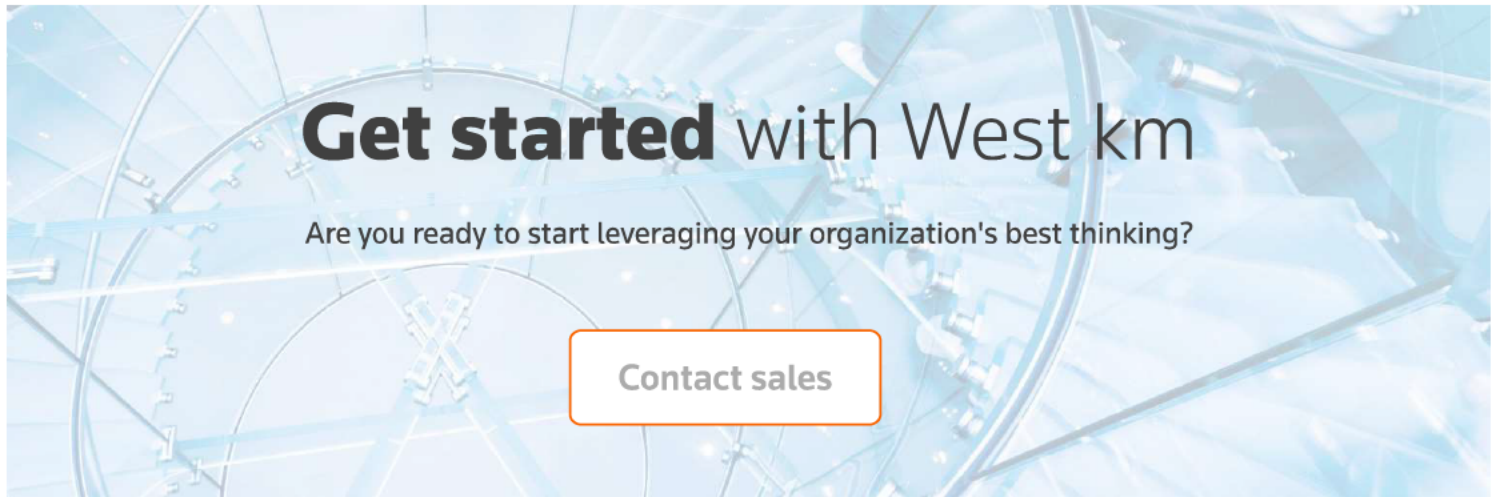 Get started with West km
Are you ready to start leveraging your organization's best thinking?
Contact sales